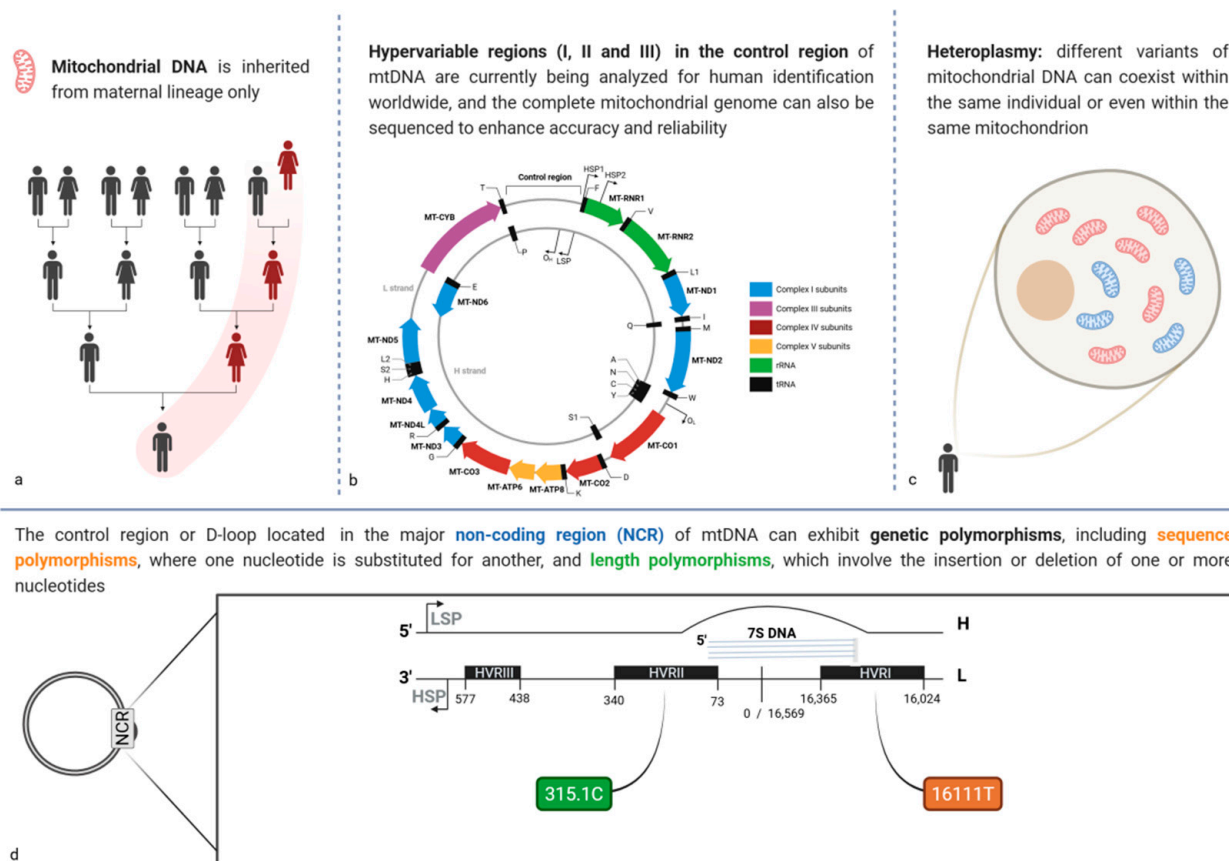 Mitochondrial DNA is inherited
from maternal lineage only
a
Hypervariable regions (I, II and III) in the control region of
mtDNA are currently being analyzed for human identification
worldwide, and the complete mitochondrial genome can also be
sequenced to enhance accuracy and reliability
Control region
HSP1
HSP2
T
F
MT-RNR1
V
MT-CYB
MT-RNR2
P
OH
LSP
L1
L strand
E
MT-ND6
MT-ND1
I
M
Q
MT-ND5
MT-ND2
L2
S2
H
H strand
A
N
C
Y
W
OL
MT-ND4
MT-ND4L
R
MT-ND3
G
S1
MT-CO1
MT-CO3
MT-ATP6
MT-ATP8
K
MT-CO2
D
Complex I subunits
Complex III subunits
Complex IV subunits
Complex V subunits
rRNA
tRNA
b
Heteroplasmy: different variants of
mitochondrial DNA can coexist within
the same individual or even within the
same mitochondrion
c
The control region or D-loop located in the major non-coding region (NCR) of mtDNA can exhibit genetic polymorphisms, including sequence
polymorphisms, where one nucleotide is substituted for another, and length polymorphisms, which involve the insertion or deletion of one or more
nucleotides
NCR
LSP
5'
H
5'
7S DNA
3'
HVRIII
HVRII
HVRI
L
HSP
577
438
340
73
0 / 16,569
16,365
16,024
315.1C
16111T
d